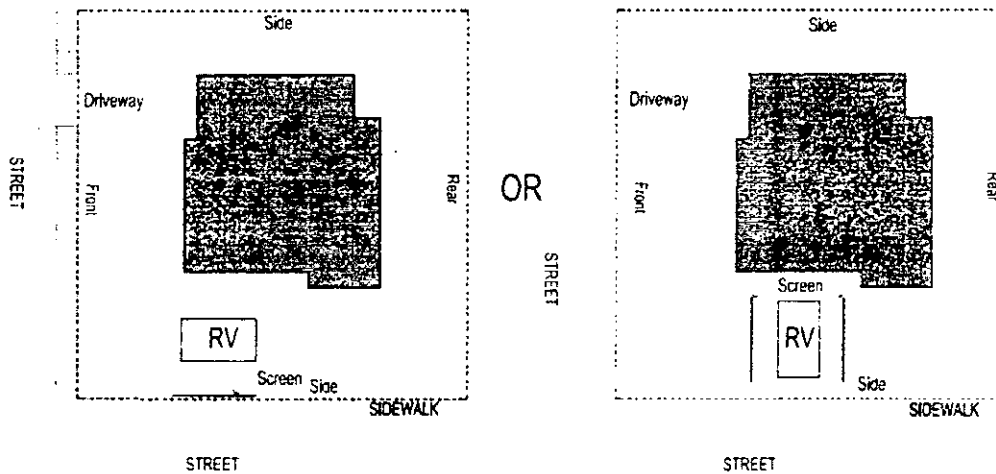 Side
Driveway
STREET
Front
Rear
RV
Screen
Side
SIDEWALK
STREET
OR
Side
Driveway
STREET
Front
Rear
Screen
RV
Side
SIDEWALK
STREET